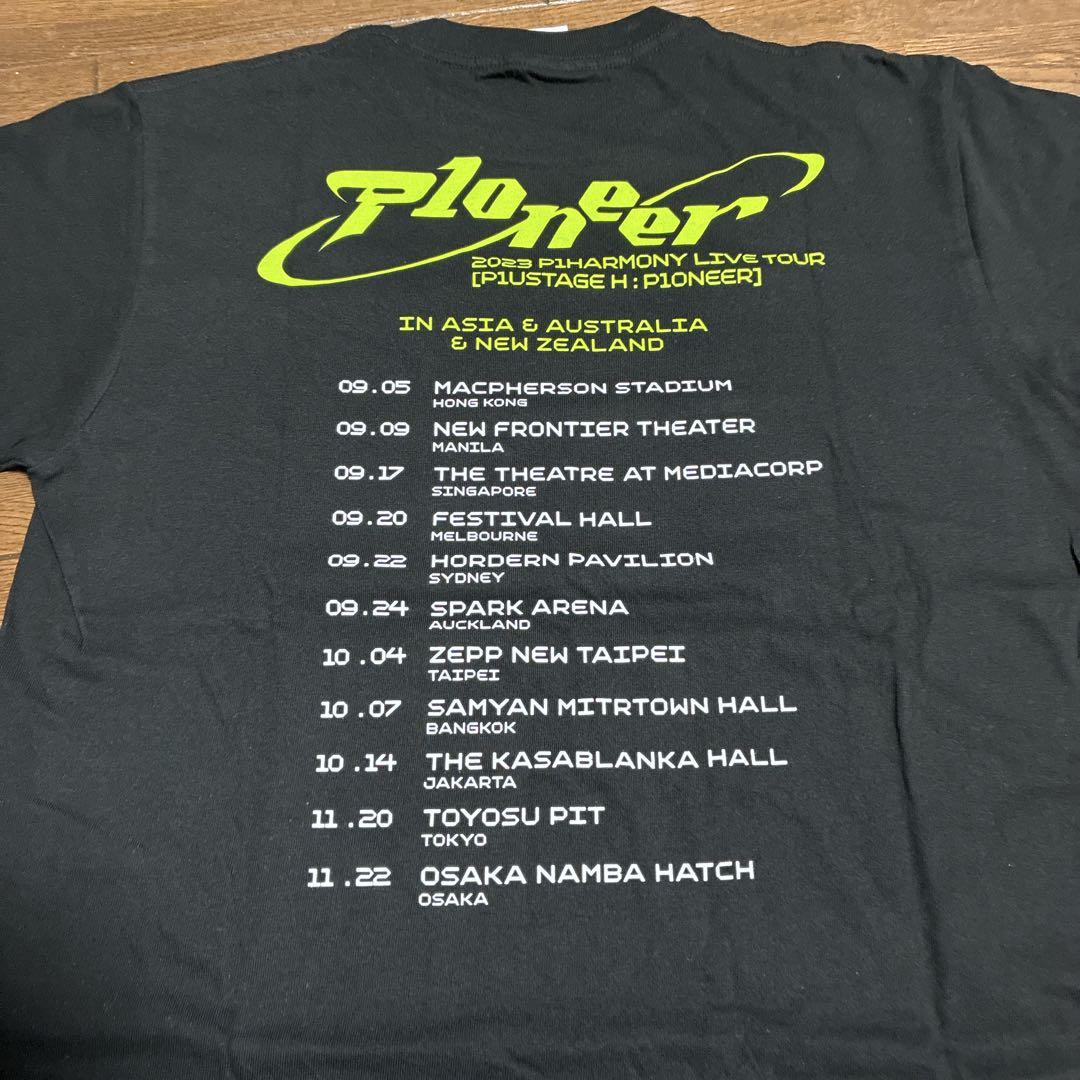 P1oneer
2023 P1HARMONY LIVE TOUR
[P1USTAGE H : P1ONEER]
IN ASIA & AUSTRALIA
& NEW ZEALAND
09.05 MACPHERSON STADIUM
HONG KONG
09.09 NEW FRONTIER THEATER
MANILA
09.17 THE THEATRE AT MEDIACORP
SINGAPORE
09.20 FESTIVAL HALL
MELBOURNE
09.22 HORDERN PAVILION
SYDNEY
09.24 SPARK ARENA
AUCKLAND
10.04 ZEPP NEW TAIPEI
TAIPEI
10.07 SAMYAN MITRTOWN HALL
BANGKOK
10.14 THE KASABLANKA HALL
JAKARTA
11.20 TOYOSU PIT
TOKYO
11.22 OSAKA NAMBA HATCH
OSAKA